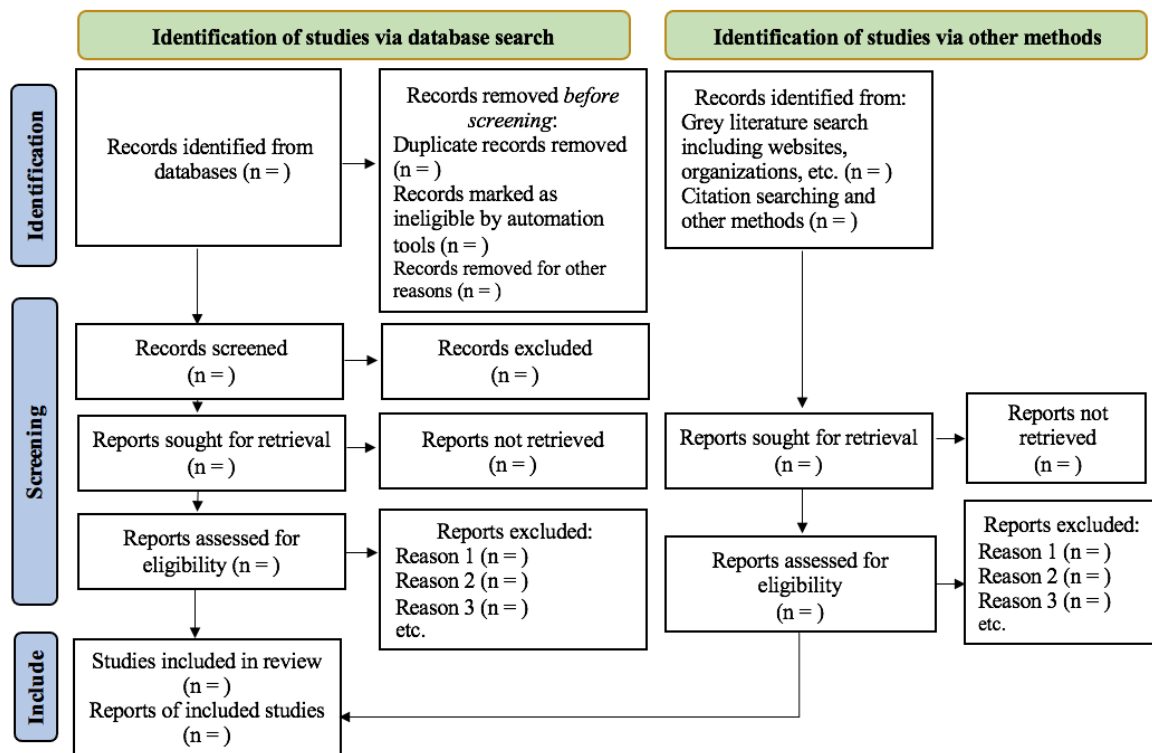 Identification of studies via database search
Identification of studies via other methods
Identification
Records identified from
databases (n = )
Records removed before
screening:
Duplicate records removed
(n = )
Records marked as
ineligible by automation
tools (n = )
Records removed for other
reasons (n = )
Records identified from:
Grey literature search
including websites,
organizations, etc. (n = )
Citation searching and
other methods (n = )
Screening
Records screened
(n = )
Records excluded
(n = )
Reports sought for retrieval
(n = )
Reports not retrieved
(n = )
Reports sought for retrieval
(n = )
Reports not
retrieved
(n = )
Reports assessed for
eligibility (n = )
Reports excluded:
Reason 1 (n = )
Reason 2 (n = )
Reason 3 (n = )
etc.
Reports assessed for
eligibility
(n = )
Reports excluded:
Reason 1 (n = )
Reason 2 (n = )
Reason 3 (n = )
etc.
Include
Studies included in review
(n = )
Reports of included studies
(n = )